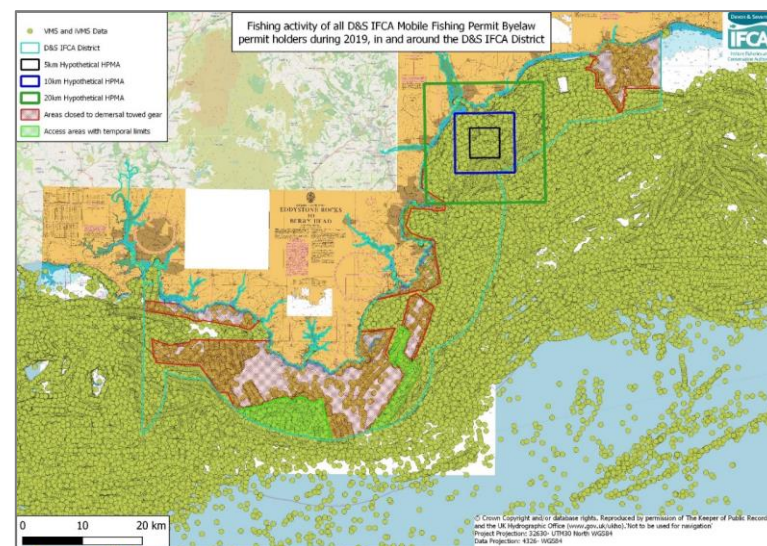 Fishing activity of all D&S IFCA Mobile Fishing Permit Byelaw
permit holders during 2019, in and around the D&S IFCA District
Devon & Severn
IFCA
VMS and iVMS Data
D&S IFCA District
5km Hypothetical HPMA
10km Hypothetical HPMA
20km Hypothetical HPMA
Areas closed to demersal towed gear
Access areas with temporal limits
EDDYSTONE ROCKS
TO
BERRY HEAD
0 10 20 km
© Crown Copyright and/or database rights. Reproduced by permission of The Keeper of Public Record
and the UK Hydrographic Office (www.gov.uk/ukho).'Not to be used for navigation'
Project Projection: 32630- UTM30 North WGS84
Data Projection: 4326- WGS84